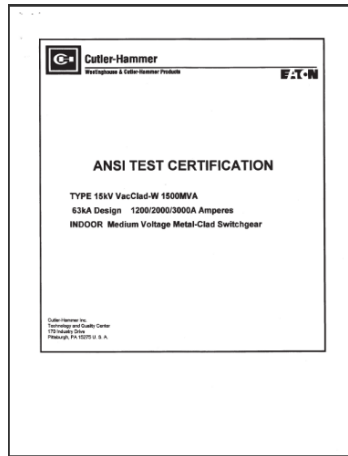 Cutler-Hammer
Westinghouse & Cutler-Hammer Products
EATON
ANSI TEST CERTIFICATION
TYPE 15kV VacClad-W 1500MVA
63kA Design 1200/2000/3000A Amperes
INDOOR Medium Voltage Metal-Clad Switchgear
Cutler-Hammer Inc.
Technology and Quality Center
170 Industry Drive
Pittsburgh, PA 15275 U. S. A.